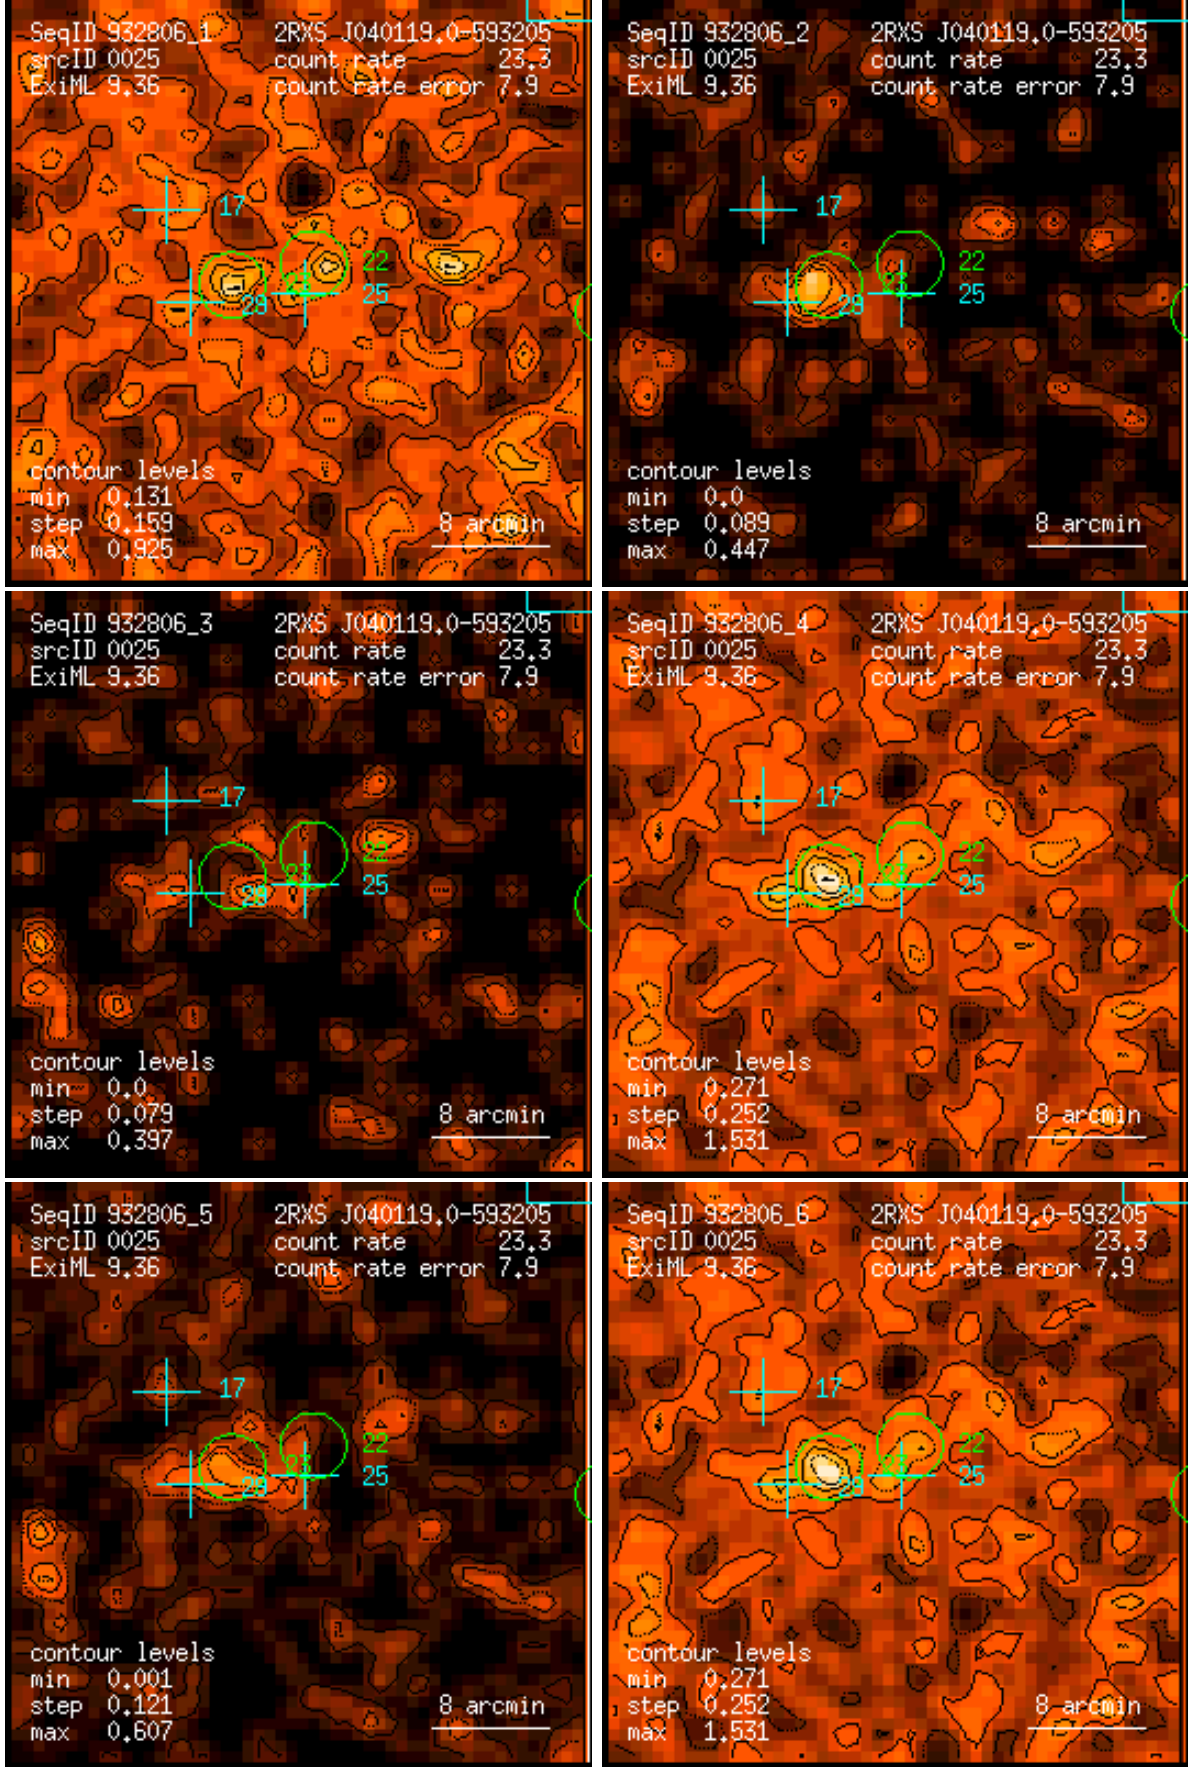 SeqID 932806_1 2RXS J040119.0-593205
srcID 0025 count rate 23.3
ExiML 9.36 count rate error 7.9
17
22
23
29 25
contour levels
min 0.131
step 0.159 8 arcmin
max 0.925
SeqID 932806_2 2RXS J040119.0-593205
srcID 0025 count rate 23.3
ExiML 9.36 count rate error 7.9
17
22
29 25
contour levels
min 0.0
step 0.089 8 arcmin
max 0.447
SeqID 932806_3 2RXS J040119.0-593205
srcID 0025 count rate 23.3
ExiML 9.36 count rate error 7.9
17
22
23
29 25
contour levels
min 0.0
step 0.079 8 arcmin
max 0.397
SeqID 932806_4 2RXS J040119.0-593205
srcID 0025 count rate 23.3
ExiML 9.36 count rate error 7.9
17
22
23
29 25
contour levels
min 0.271
step 0.252 8 arcmin
max 1.531
SeqID 932806_5 2RXS J040119.0-593205
srcID 0025 count rate 23.3
ExiML 9.36 count rate error 7.9
17
22
23
29 25
contour levels
min 0.001
step 0.121 8 arcmin
max 0.607
SeqID 932806_6 2RXS J040119.0-593205
srcID 0025 count rate 23.3
ExiML 9.36 count rate error 7.9
17
22
23
29 25
contour levels
min 0.271
step 0.252 8 arcmin
max 1.531